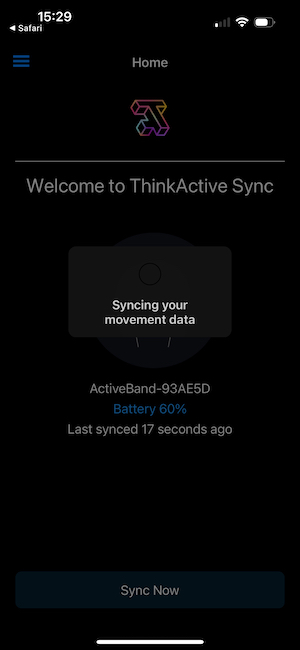 15:29
◀ Safari
Home
Welcome to ThinkActive Sync
Syncing your
movement data
ActiveBand-93AE5D
Battery 60%
Last synced 17 seconds ago
Sync Now